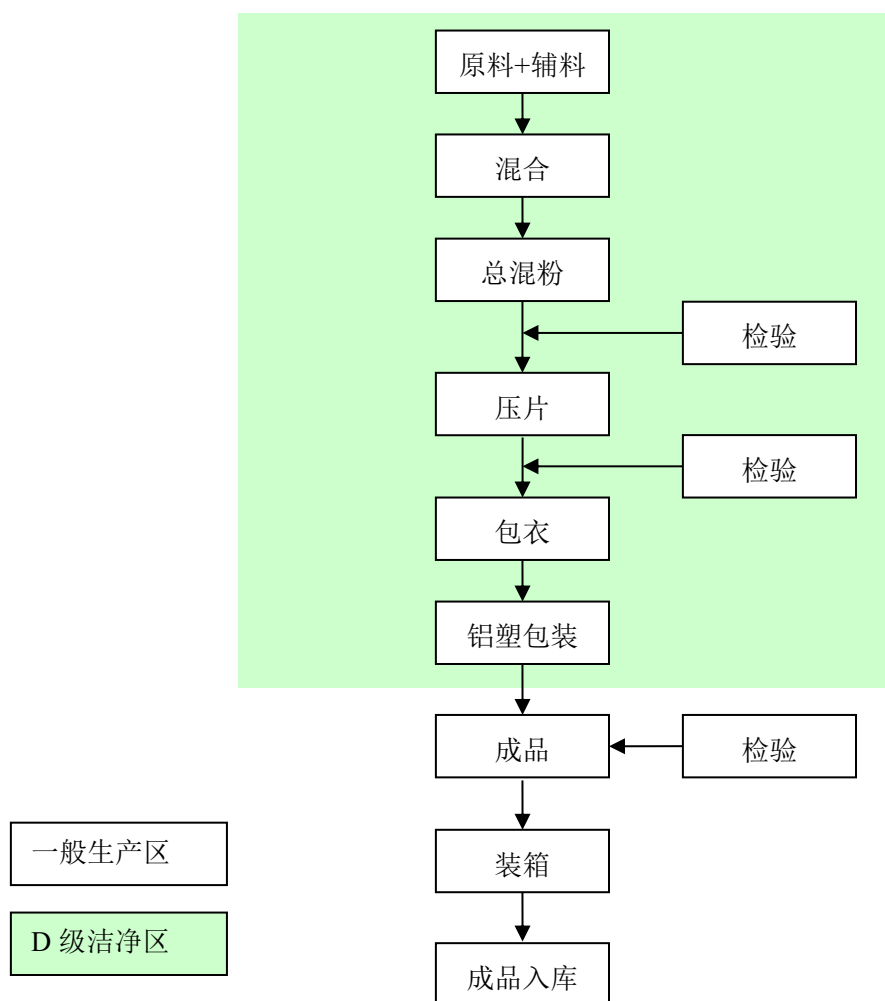 原料+辅料
混合
总混粉
检验
压片
检验
包衣
铝塑包装
成品
检验
一般生产区
装箱
D 级洁净区
成品入库